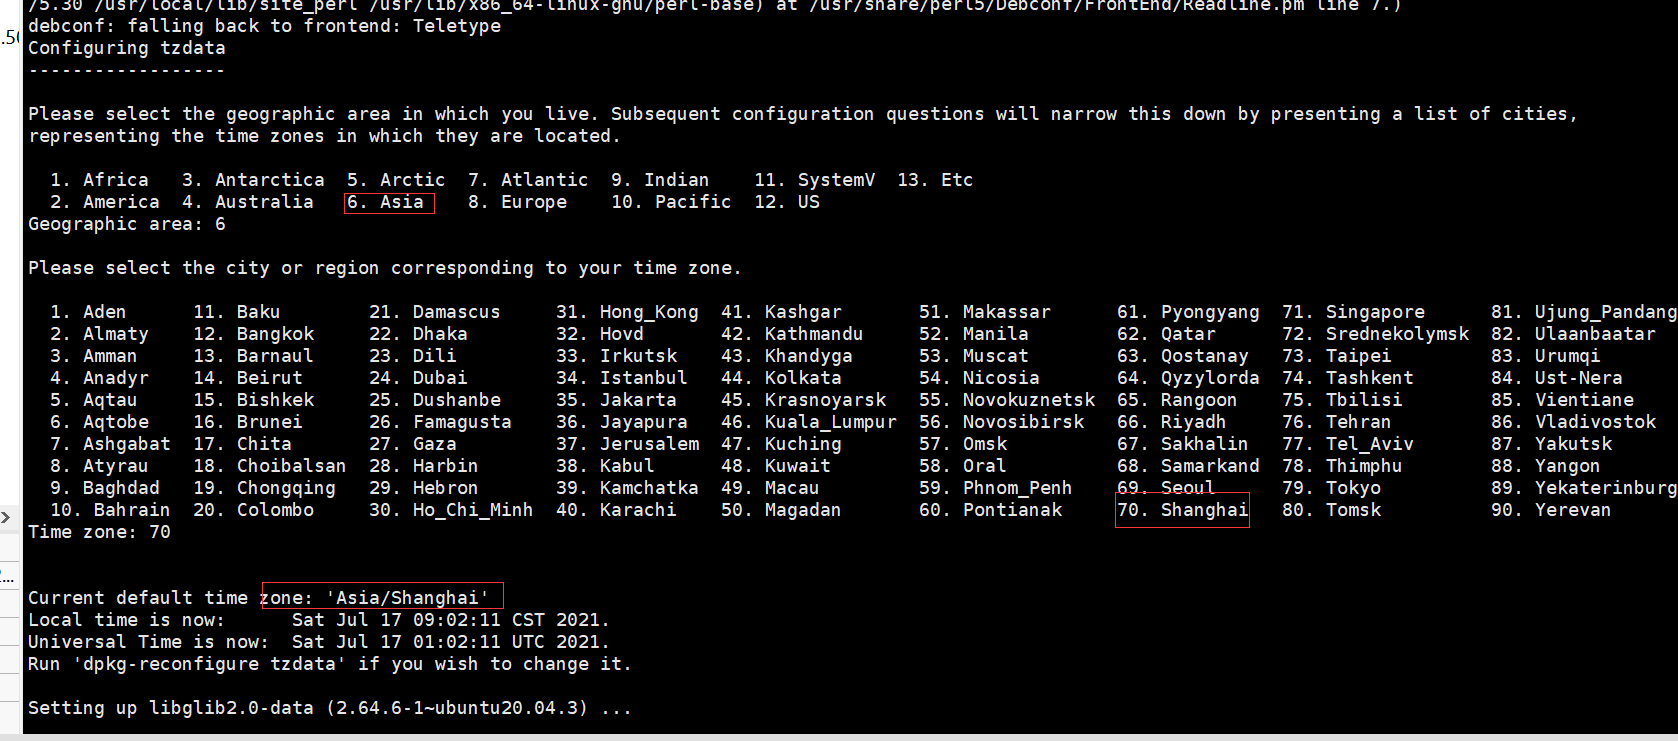 /5.30 /usr/local/lib/site_perl /usr/lib/x86_64-linux-gnu/perl-base) at /usr/share/perl5/Debconf/FrontEnd/Readline.pm line 7.)
debconf: falling back to frontend: Teletype
Configuring tzdata
------------------
Please select the geographic area in which you live. Subsequent configuration questions will narrow this down by presenting a list of cities,
representing the time zones in which they are located.
1. Africa 3. Antarctica 5. Arctic 7. Atlantic 9. Indian 11. SystemV 13. Etc
2. America 4. Australia 6. Asia 8. Europe 10. Pacific 12. US
Geographic area: 6
Please select the city or region corresponding to your time zone.
1. Aden 11. Baku 21. Damascus 31. Hong_Kong 41. Kashgar 51. Makassar 61. Pyongyang 71. Singapore 81. Ujung_Pandang
2. Almaty 12. Bangkok 22. Dhaka 32. Hovd 42. Kathmandu 52. Manila 62. Qatar 72. Srednekolymsk 82. Ulaanbaatar
3. Amman 13. Barnaul 23. Dili 33. Irkutsk 43. Khandyga 53. Muscat 63. Qostanay 73. Taipei 83. Urumqi
4. Anadyr 14. Beirut 24. Dubai 34. Istanbul 44. Kolkata 54. Nicosia 64. Qyzylorda 74. Tashkent 84. Ust-Nera
5. Aqtau 15. Bishkek 25. Dushanbe 35. Jakarta 45. Krasnoyarsk 55. Novokuznetsk 65. Rangoon 75. Tbilisi 85. Vientiane
6. Aqtobe 16. Brunei 26. Famagusta 36. Jayapura 46. Kuala_Lumpur 56. Novosibirsk 66. Riyadh 76. Tehran 86. Vladivostok
7. Ashgabat 17. Chita 27. Gaza 37. Jerusalem 47. Kuching 57. Omsk 67. Sakhalin 77. Tel_Aviv 87. Yakutsk
8. Atyrau 18. Choibalsan 28. Harbin 38. Kabul 48. Kuwait 58. Oral 68. Samarkand 78. Thimphu 88. Yangon
9. Baghdad 19. Chongqing 29. Hebron 39. Kamchatka 49. Macau 59. Phnom_Penh 69. Seoul 79. Tokyo 89. Yekaterinburg
10. Bahrain 20. Colombo 30. Ho_Chi_Minh 40. Karachi 50. Magadan 60. Pontianak 70. Shanghai 80. Tomsk 90. Yerevan
Time zone: 70
Current default time zone: 'Asia/Shanghai'
Local time is now: Sat Jul 17 09:02:11 CST 2021.
Universal Time is now: Sat Jul 17 01:02:11 UTC 2021.
Run 'dpkg-reconfigure tzdata' if you wish to change it.
Setting up libglib2.0-data (2.64.6-1~ubuntu20.04.3) ...